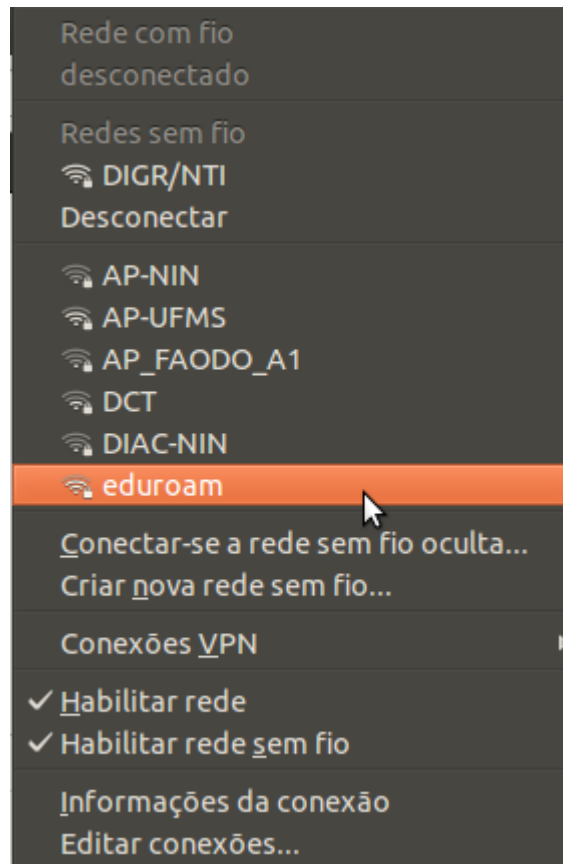 Rede com fio
desconectado
Redes sem fio
DIGR/NTI
Desconectar
AP-NIN
AP-UFMS
AP_FAODO_A1
DCT
DIAC-NIN
eduroam
Conectar-se a rede sem fio oculta...
Criar nova rede sem fio...
Conexões VPN
Habilitar rede
Habilitar rede sem fio
Informações da conexão
Editar conexões...